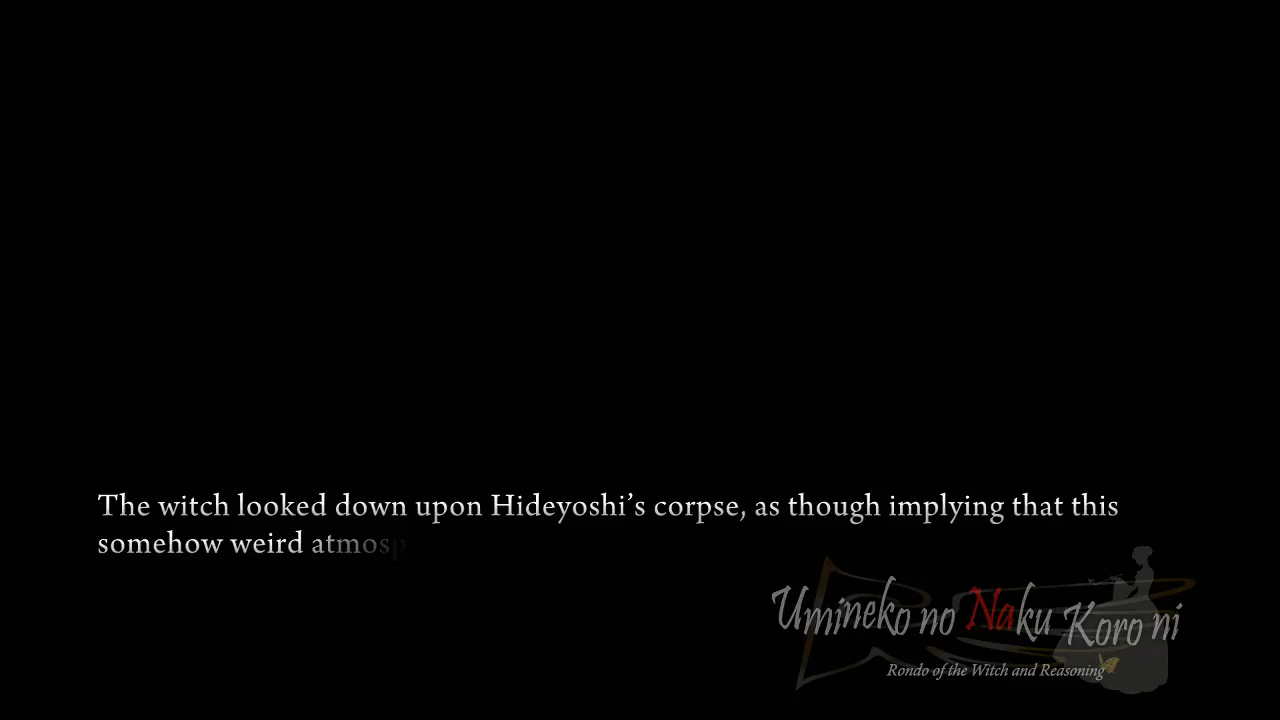 The witch looked down upon Hideyoshi’s corpse, as though implying that this
somehow weird atmosp
Umineko no Naku Koro ni
Rondo of the Witch and Reasoning